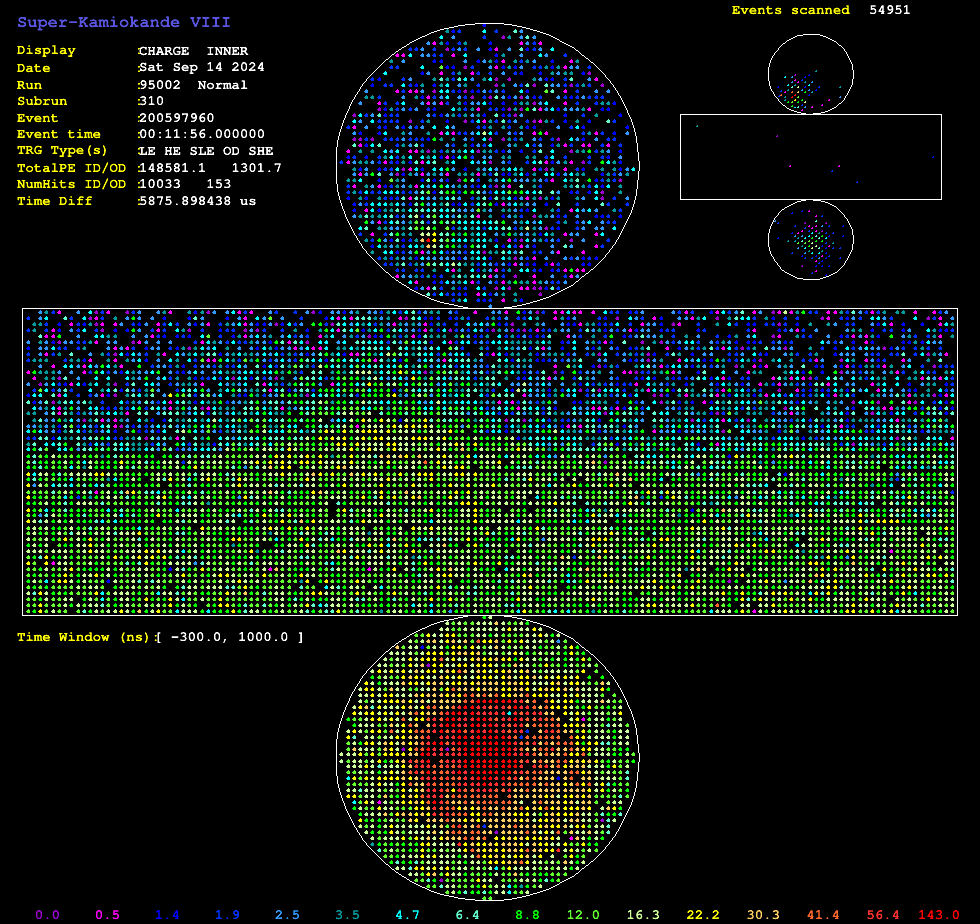 Super-Kamiokande VIII
Display :CHARGE INNER
Date :Sat Sep 14 2024
Run :95002 Normal
Subrun :310
Event :200597960
Event time :00:11:56.000000
TRG Type(s) :LE HE SLE OD SHE
TotalPE ID/OD :148581.1 1301.7
NumHits ID/OD :10033 153
Time Diff :5875.898438 us
Events scanned 54951
Time Window (ns):[ -300.0, 1000.0 ]
0.0 0.5 1.4 1.9 2.5 3.5 4.7 6.4 8.8 12.0 16.3 22.2 30.3 41.4 56.4 143.0